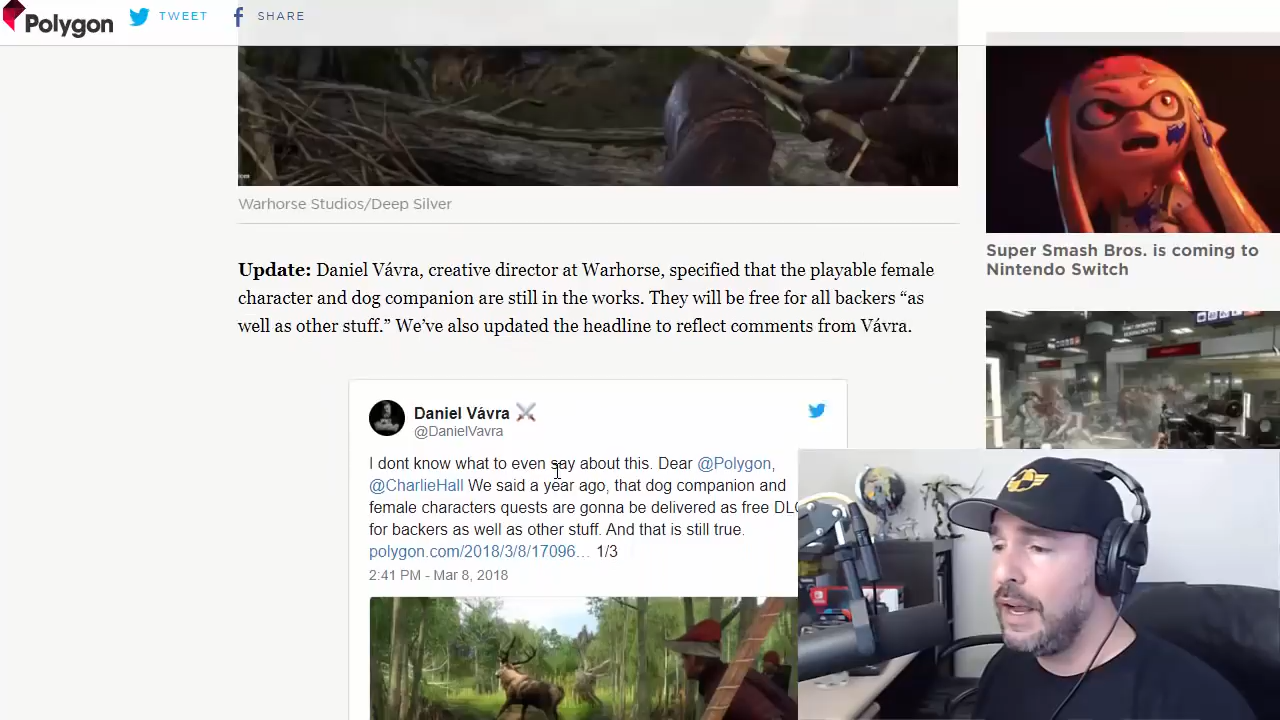 Polygon TWEET SHARE
Warhorse Studios/Deep Silver
Update: Daniel Vávra, creative director at Warhorse, specified that the playable female
character and dog companion are still in the works. They will be free for all backers “as
well as other stuff.” We’ve also updated the headline to reflect comments from Vávra.
Daniel Vávra ⚔
@DanielVavra
I dont know what to even say about this. Dear @Polygon,
@CharlieHall We said a year ago, that dog companion and
female characters quests are gonna be delivered as free DLC
for backers as well as other stuff. And that is still true.
polygon.com/2018/3/8/17096… 1/3
2:41 PM - Mar 8, 2018
Super Smash Bros. is coming to
Nintendo Switch